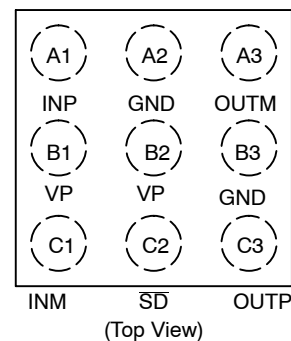 A1 A2 A3
INP GND OUTM
B1 B2 B3
VP VP GND
C1 C2 C3
INM S̅D̅ OUTP
(Top View)